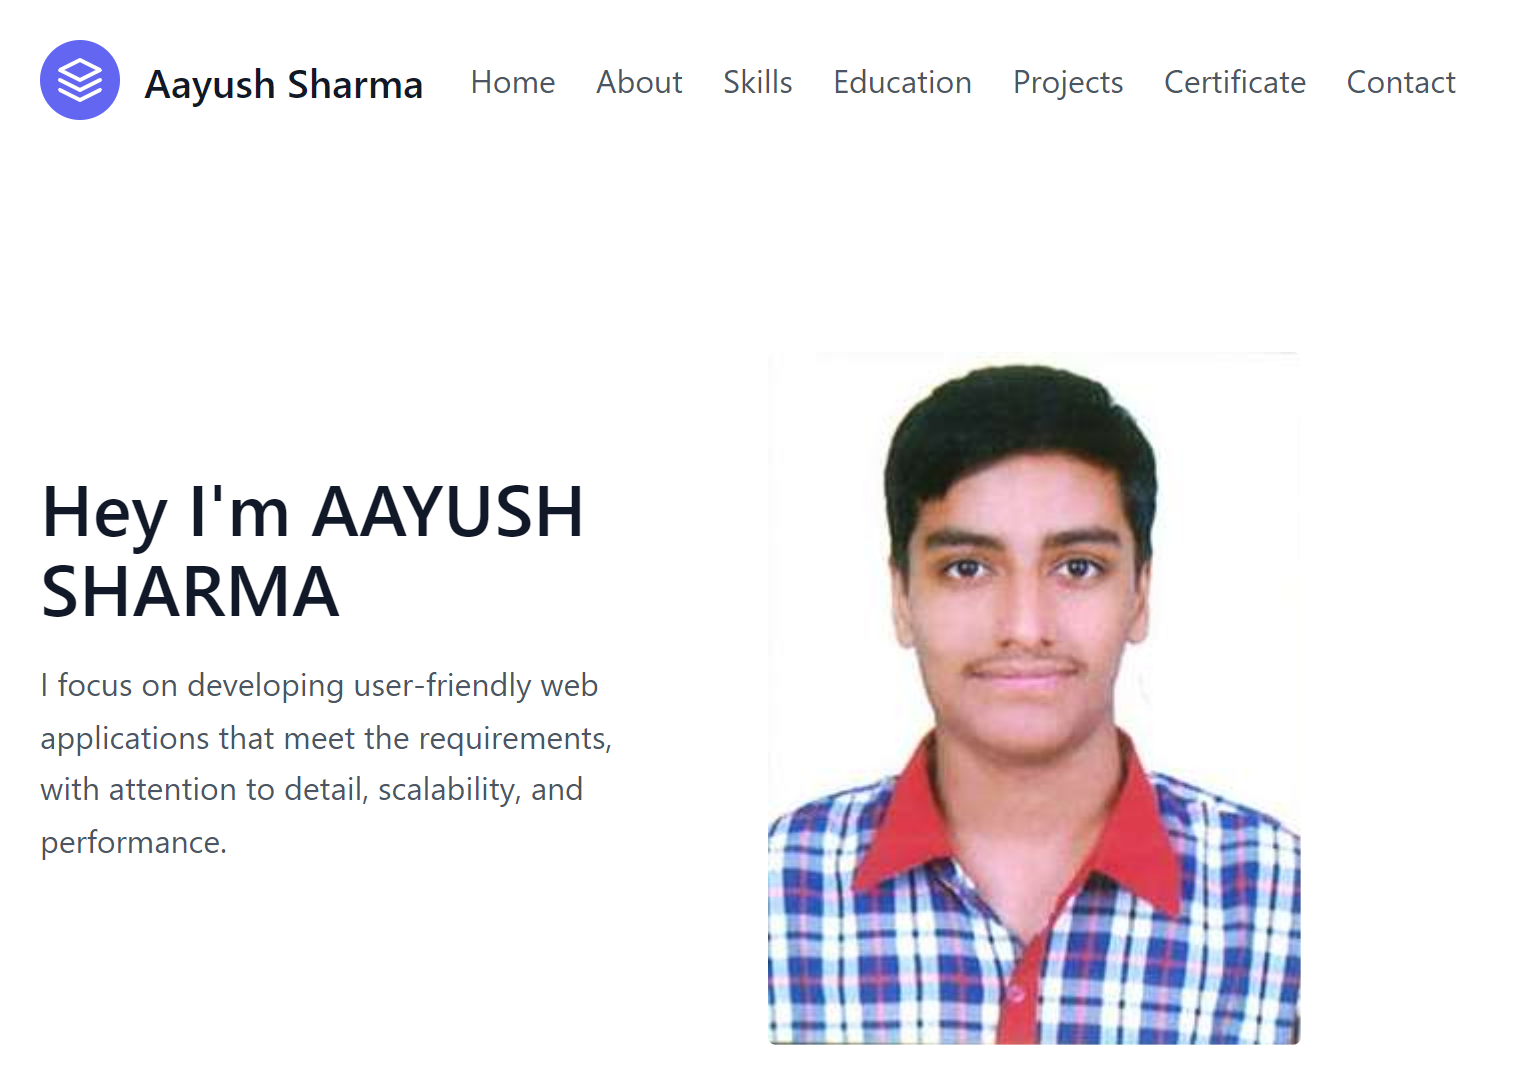 Aayush Sharma Home About Skills Education Projects Certificate Contact
Hey I'm AAYUSH
SHARMA
I focus on developing user-friendly web
applications that meet the requirements,
with attention to detail, scalability, and
performance.